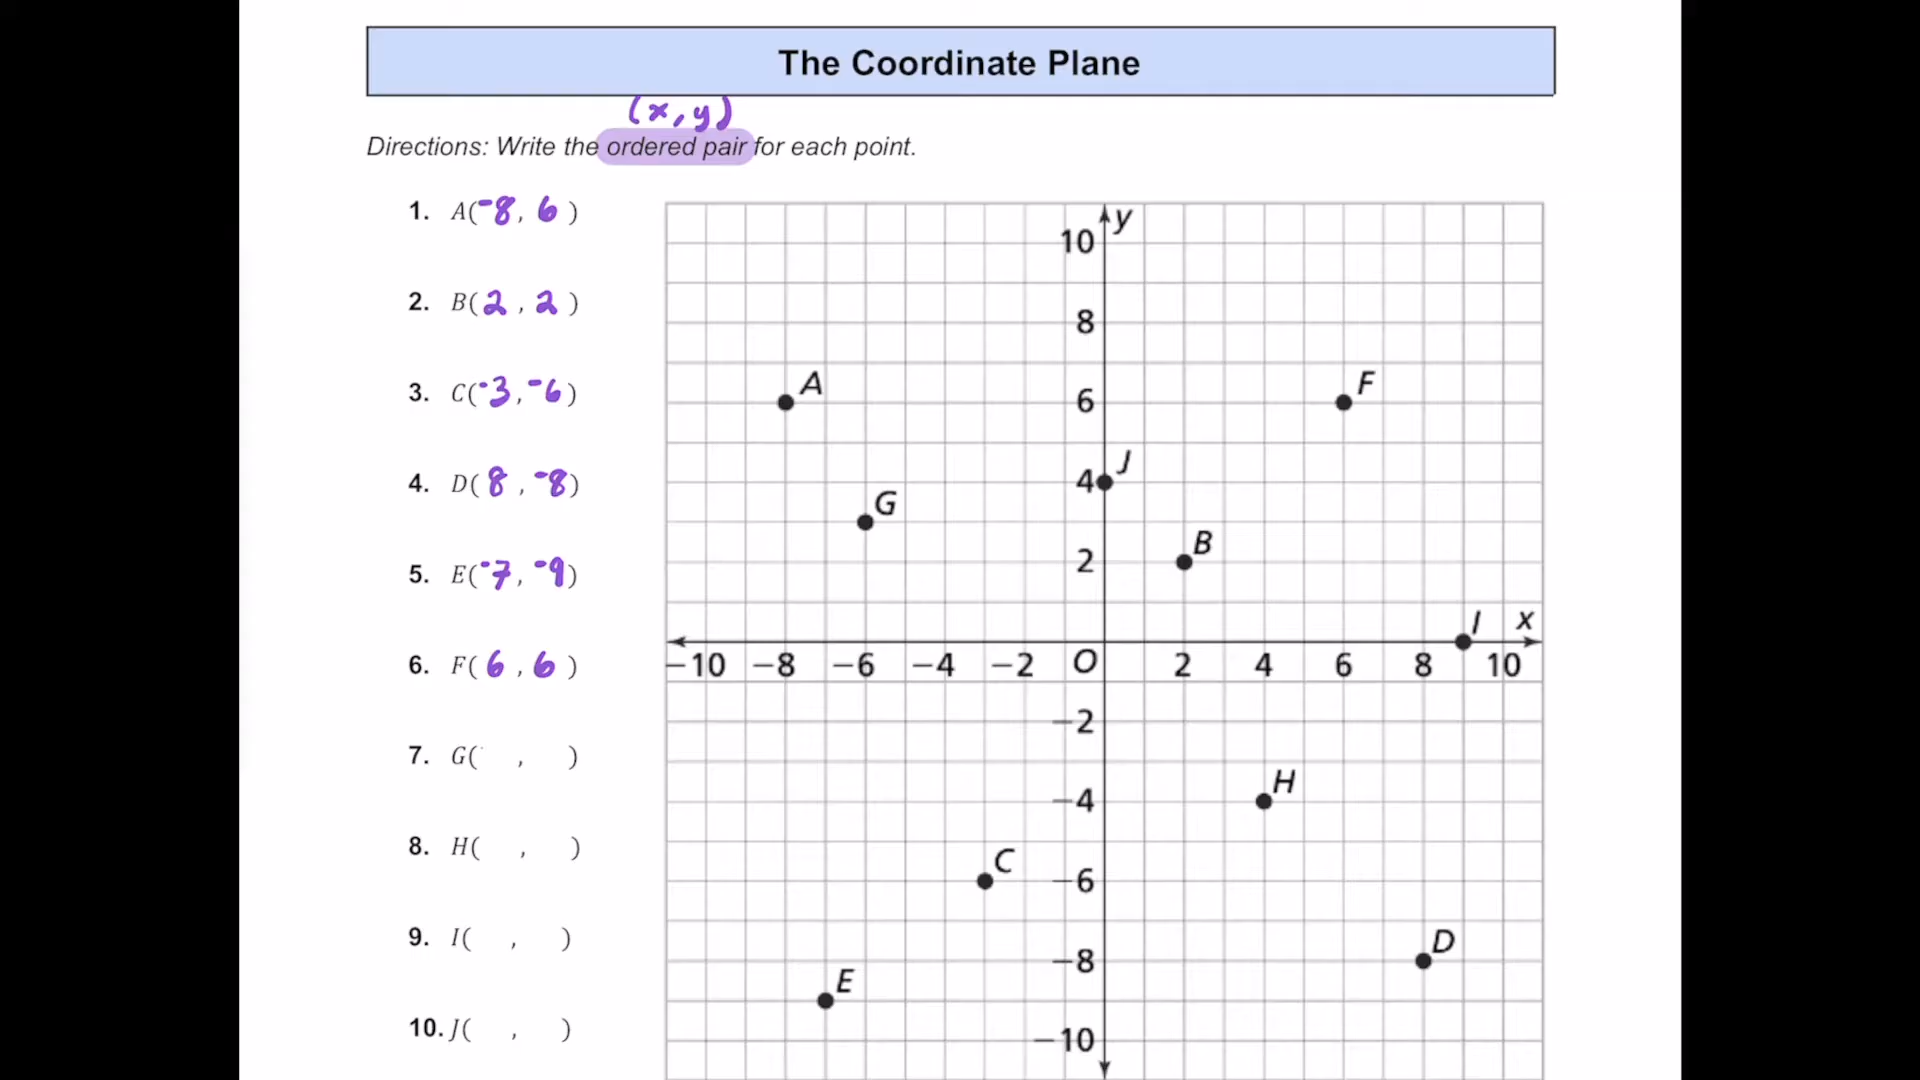 The Coordinate Plane
(x, y)
Directions: Write the ordered pair for each point.
1. A(-8, 6)
2. B(2, 2)
3. C(-3, -6)
4. D(8, -8)
5. E(-7, -9)
6. F(6, 6)
7. G( , )
8. H( , )
9. I( , )
10. J( , )
y
10
8
A
F
6
J
4
G
B
2
I x
−10 −8 −6 −4 −2 O 2 4 6 8 10
−2
H
−4
C
−6
D
−8
E
−10